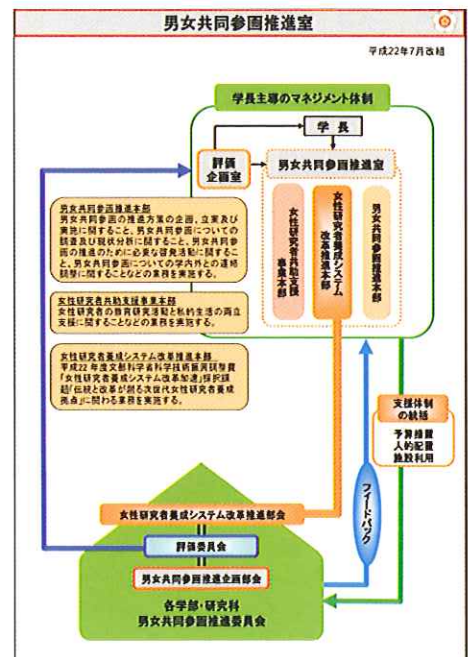 男女共同参画推進室
平成22年7月改組
学長主導のマネジメント体制
学長
評価
企画室
男女共同参画推進室
女性研究者共助支援
事業本部
女性研究者養成システム
改革推進本部
男女共同参画推進本部
男女共同参画推進本部
男女共同参画の推進方策の企画、立案及び
実施に関すること、男女共同参画についての
調査及び現状分析に関すること、男女共同参
画の推進のために必要な啓発活動に関するこ
と、男女共同参画についての学内外との連絡
調整に関することなどの業務を実施する。
女性研究者共助支援事業本部
女性研究者の教育研究活動と私的生活の両立
支援に関することなどの業務を実施する。
女性研究者養成システム改革推進本部
平成22年度文部科学省科学技術振興調整費
「女性研究者養成システム改革加速」採択課
題「伝統と改革が創る次世代女性研究者養成
拠点」に関わる業務を実施する。
支援体制
の統括
予算措置
人的配置
施設利用
フィードバック
女性研究者養成システム改革推進部会
評価委員会
男女共同参画推進企画部会
各学部・研究科
男女共同参画推進委員会